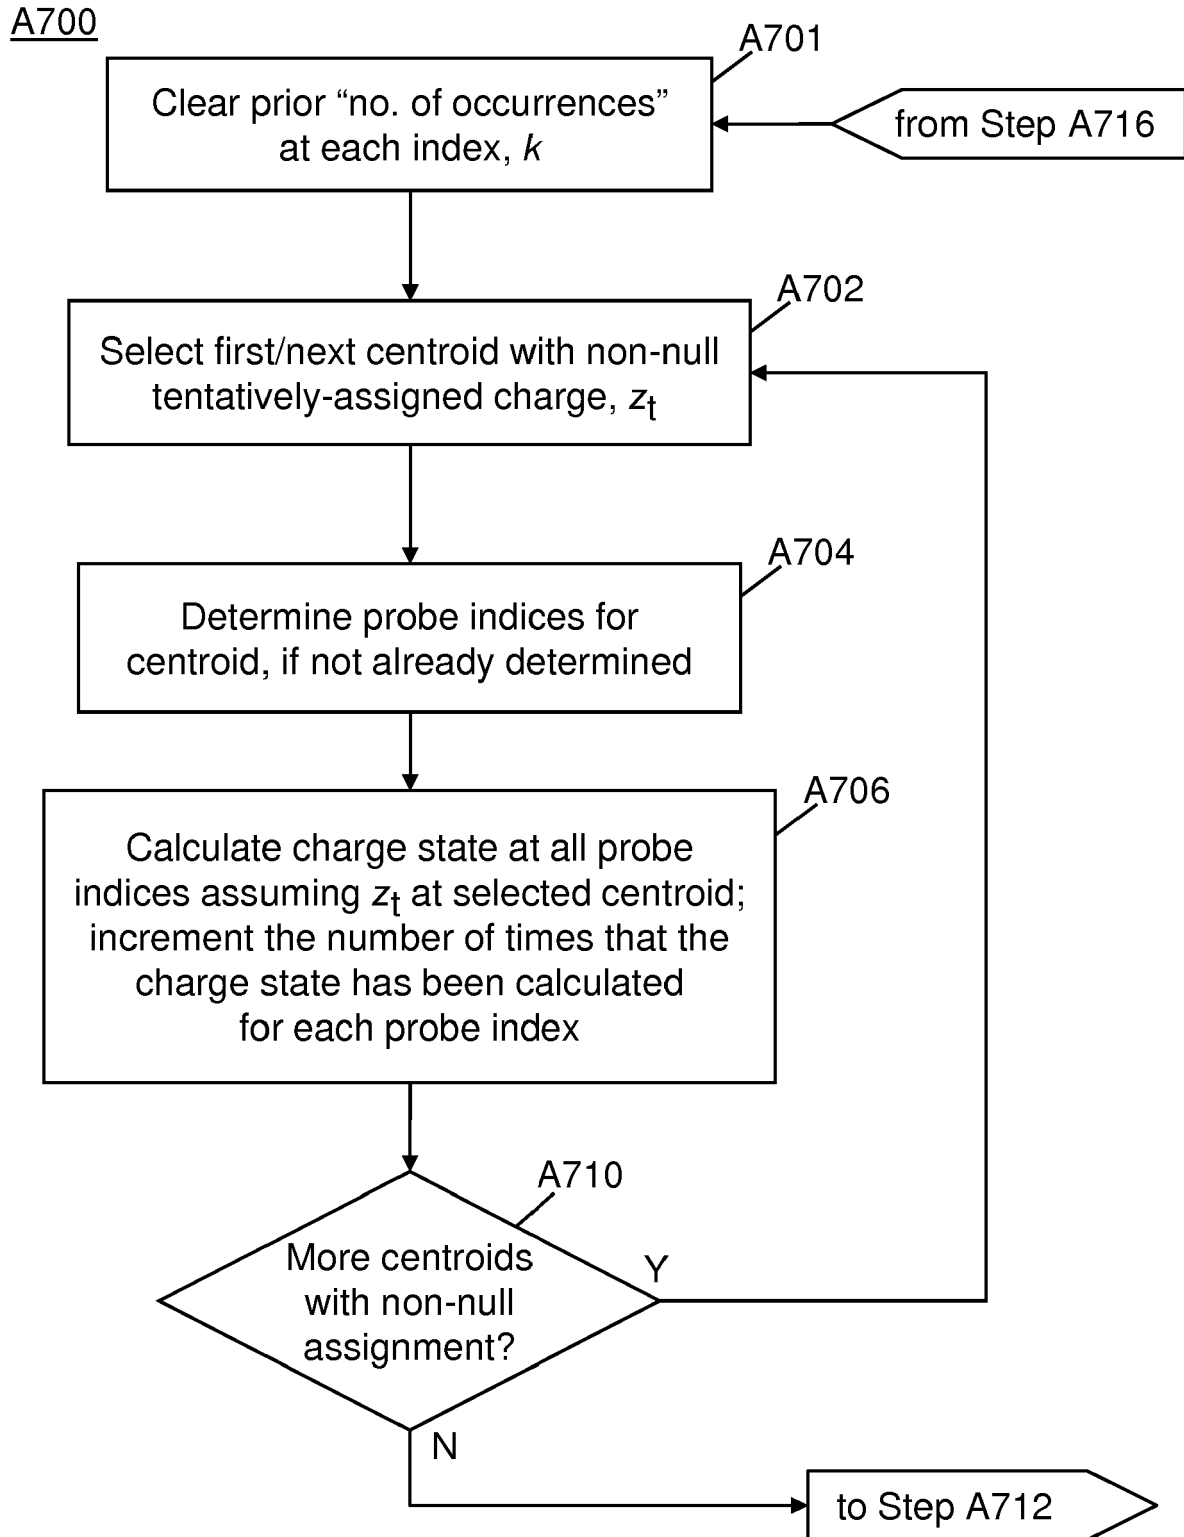 A700
A701
Clear prior “no. of occurrences”
at each index, k
from Step A716
A702
Select first/next centroid with non-null
tentatively-assigned charge, zt
A704
Determine probe indices for
centroid, if not already determined
A706
Calculate charge state at all probe
indices assuming zt at selected centroid;
increment the number of times that the
charge state has been calculated
for each probe index
A710
More centroids
with non-null
assignment?
Y
N
to Step A712